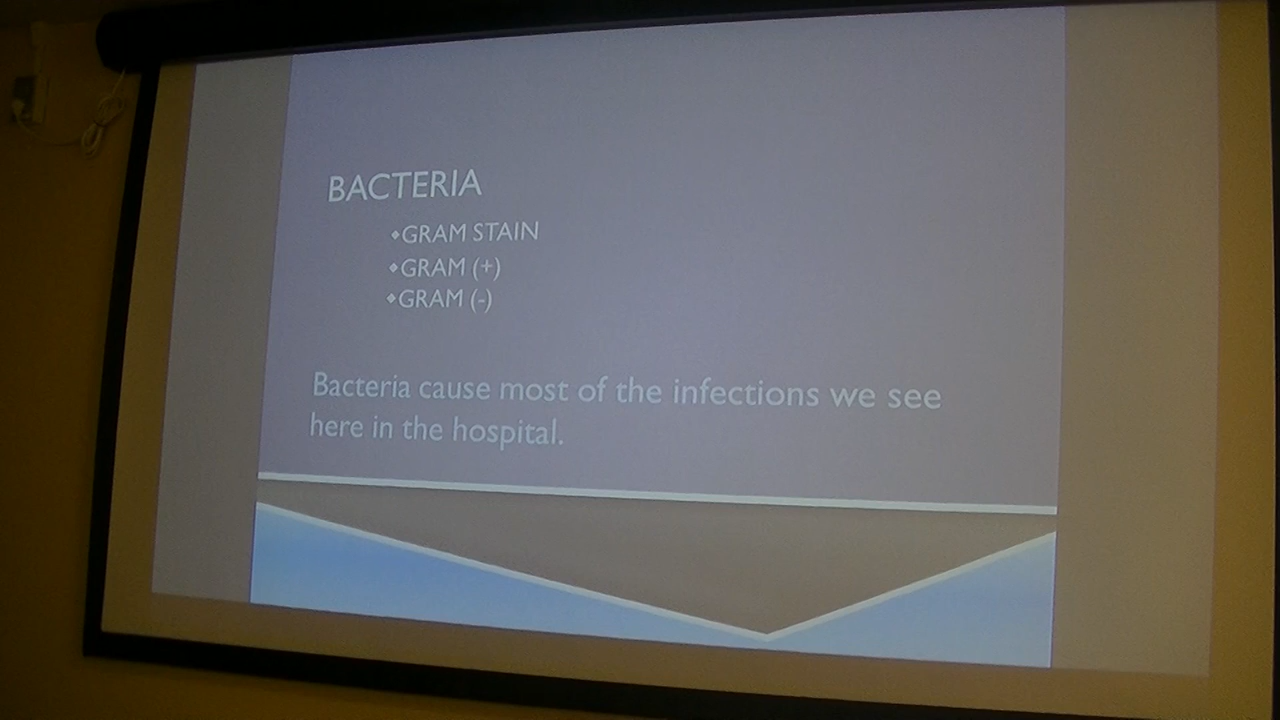 BACTERIA
◆GRAM STAIN
◆GRAM (+)
◆GRAM (-)
Bacteria cause most of the infections we see
here in the hospital.